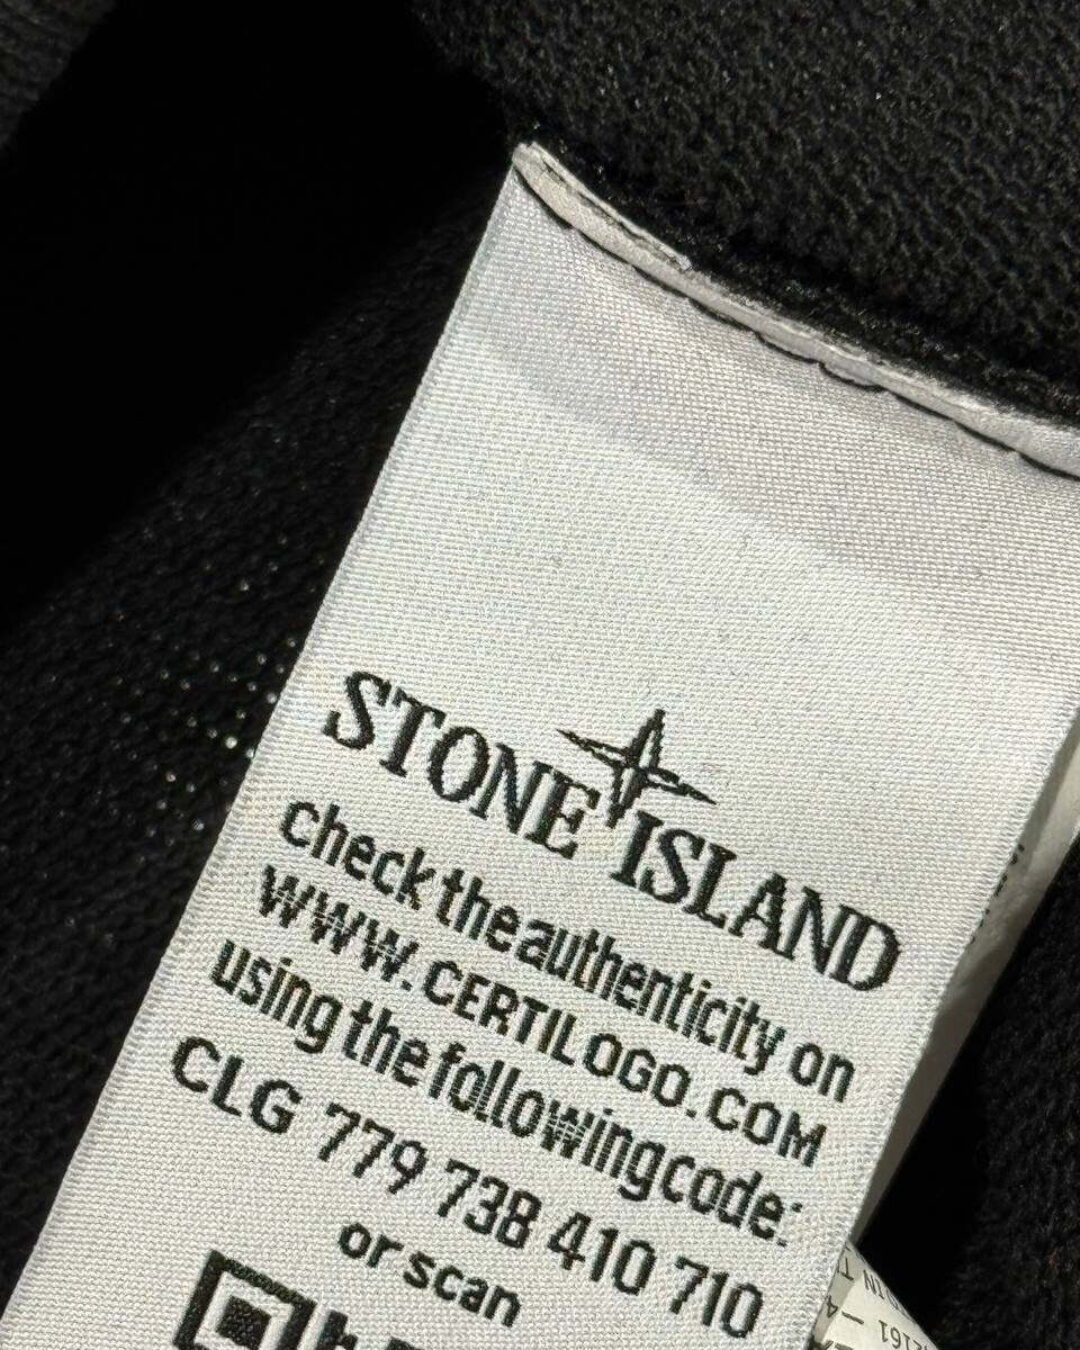 STONE ISLAND
check the authenticity on
WWW.CERTILOGO.COM
using the following code:
CLG 779 738 410 710
or scan